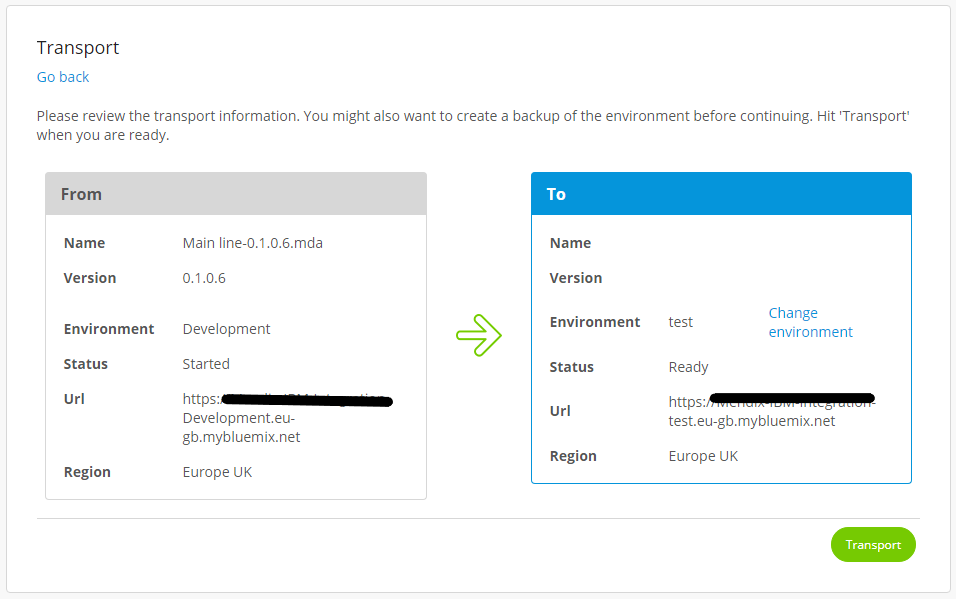 Transport
Go back
Please review the transport information. You might also want to create a backup of the environment before continuing. Hit 'Transport'
when you are ready.
From
Name Main line-0.1.0.6.mda
Version 0.1.0.6
Environment Development
Status Started
Url https:
Development.eu-
gb.mybluemix.net
Region Europe UK
To
Name
Version
Environment test Change
environment
Status Ready
Url https:
test.eu-gb.mybluemix.net
Region Europe UK
Transport